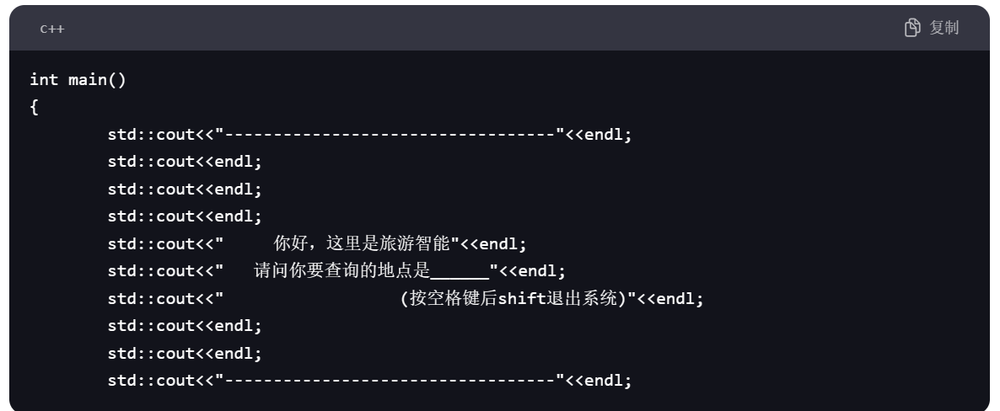 c++ 复制
int main()
{
        std::cout<<"----------------------------------"<<endl;
        std::cout<<endl;
        std::cout<<endl;
        std::cout<<endl;
        std::cout<<"     你好，这里是旅游智能"<<endl;
        std::cout<<"   请问你要查询的地点是______"<<endl;
        std::cout<<"                  (按空格键后shift退出系统)"<<endl;
        std::cout<<endl;
        std::cout<<endl;
        std::cout<<"----------------------------------"<<endl;